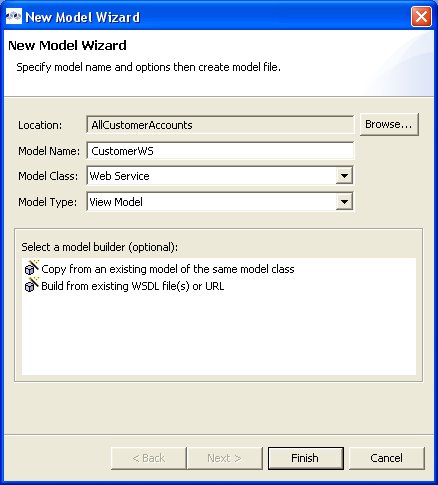 New Model Wizard
New Model Wizard
Specify model name and options then create model file.
Location: AllCustomerAccounts Browse...
Model Name: CustomerWS
Model Class: Web Service
Model Type: View Model
Select a model builder (optional):
Copy from an existing model of the same model class
Build from existing WSDL file(s) or URL
< Back Next > Finish Cancel